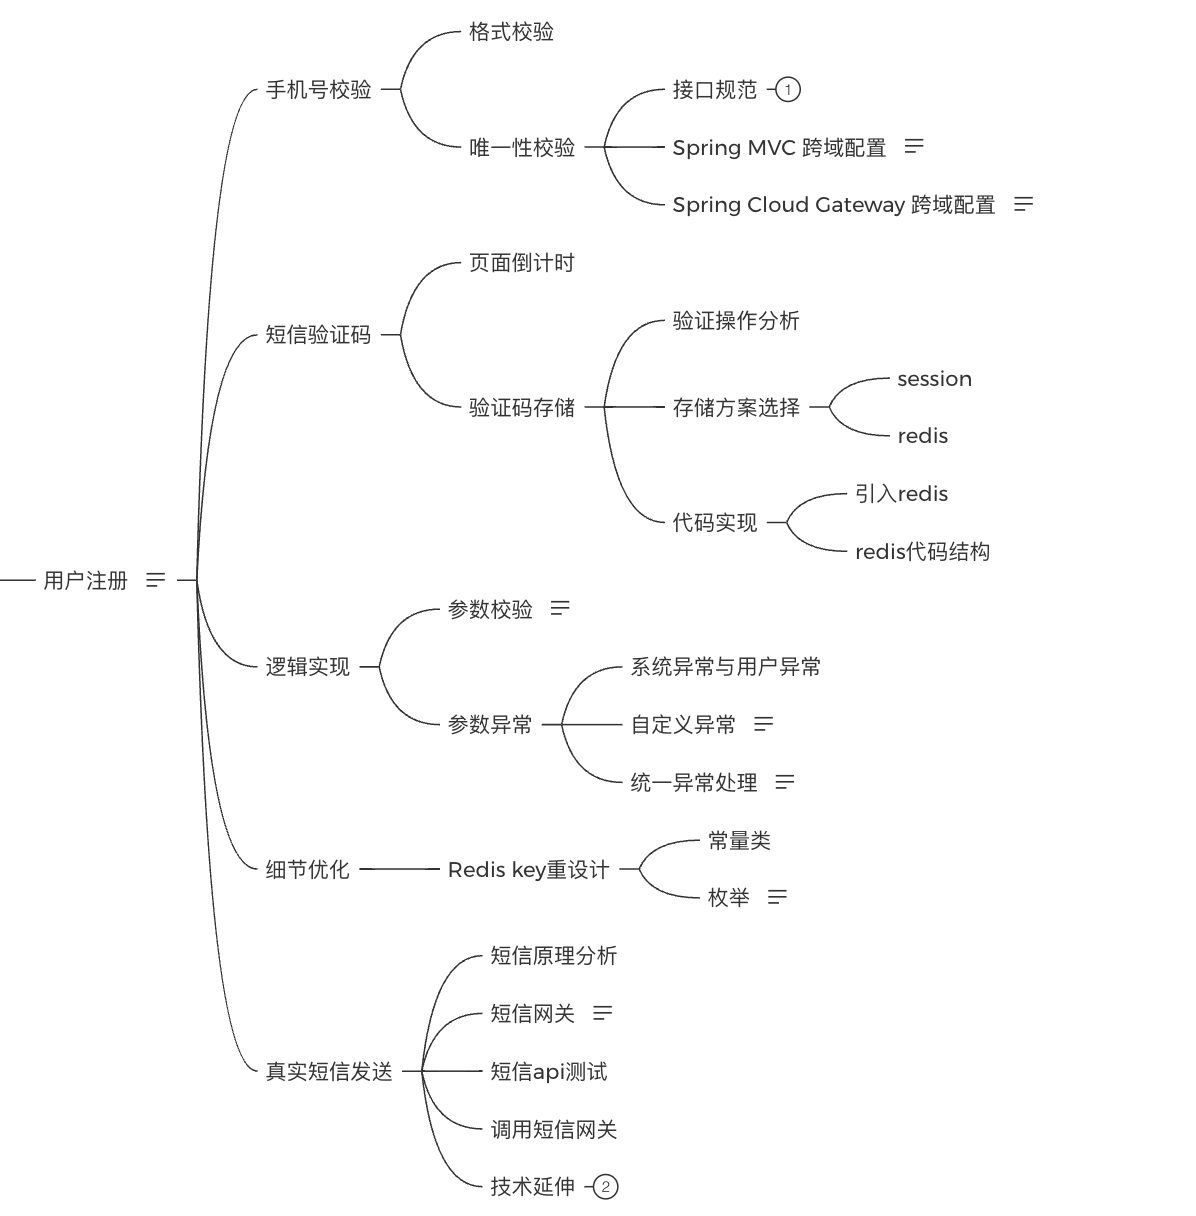 格式校验
手机号校验
接口规范 1
唯一性校验
Spring MVC 跨域配置
Spring Cloud Gateway 跨域配置
页面倒计时
验证操作分析
短信验证码
session
验证码存储
存储方案选择
redis
引入redis
代码实现
redis代码结构
用户注册
参数校验
逻辑实现
系统异常与用户异常
参数异常
自定义异常
统一异常处理
常量类
细节优化
Redis key重设计
枚举
短信原理分析
短信网关
真实短信发送
短信api测试
调用短信网关
技术延伸 2